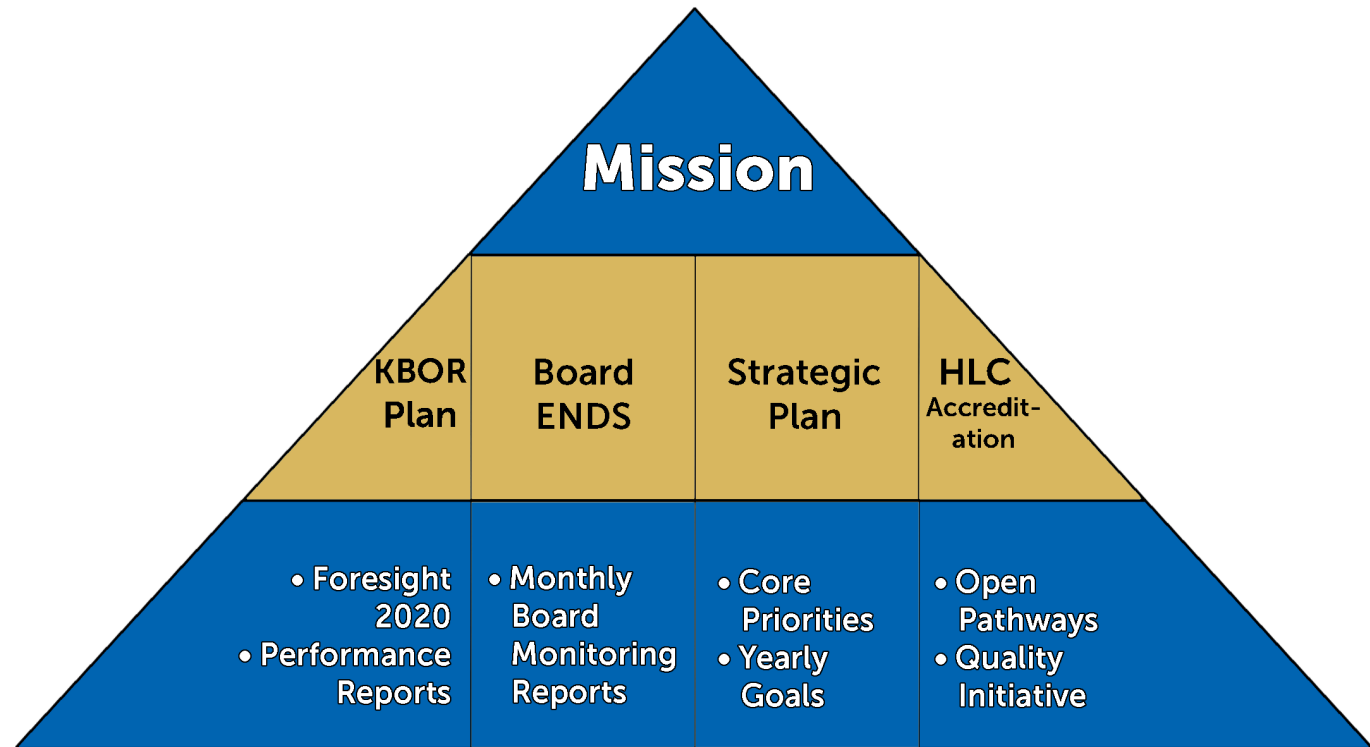 Mission
KBOR
Plan
Board
ENDS
Strategic
Plan
HLC
Accredit-
ation
• Foresight
2020
• Performance
Reports
• Monthly
Board
Monitoring
Reports
• Core
Priorities
• Yearly
Goals
• Open
Pathways
• Quality
Initiative